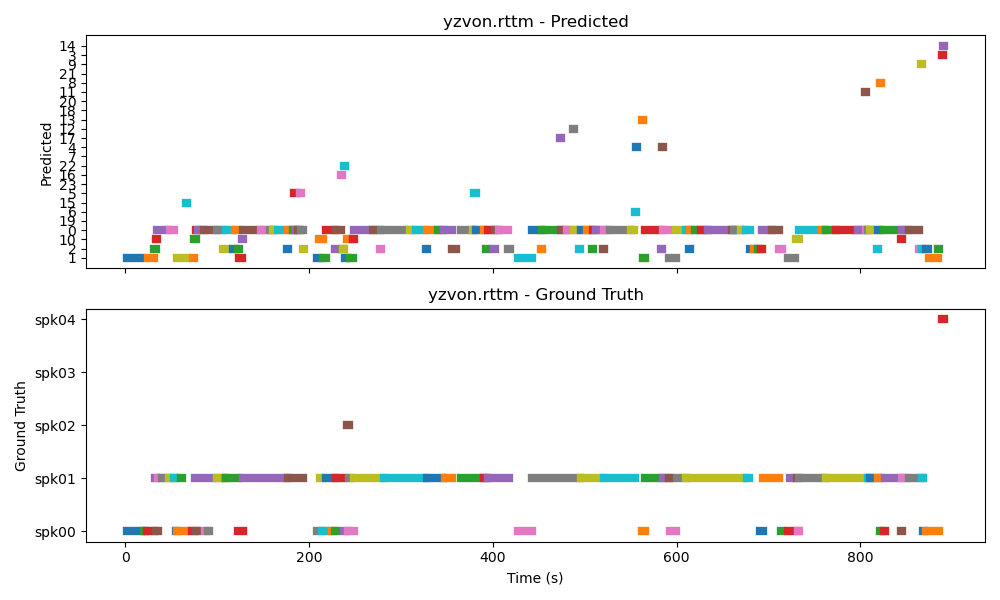 yzvon.rttm - Predicted
Predicted
14
3
9
21
8
11
20
18
13
12
17
4
7
22
16
23
5
15
6
19
0
10
2
1
yzvon.rttm - Ground Truth
Ground Truth
spk04
spk03
spk02
spk01
spk00
0 200 400 600 800
Time (s)